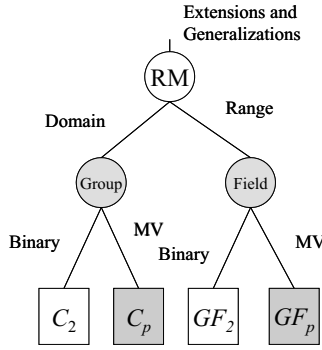 Extensions and
Generalizations
RM
Domain
Range
Group
Field
Binary
MV
Binary
MV
C2
Cp
GF2
GFp